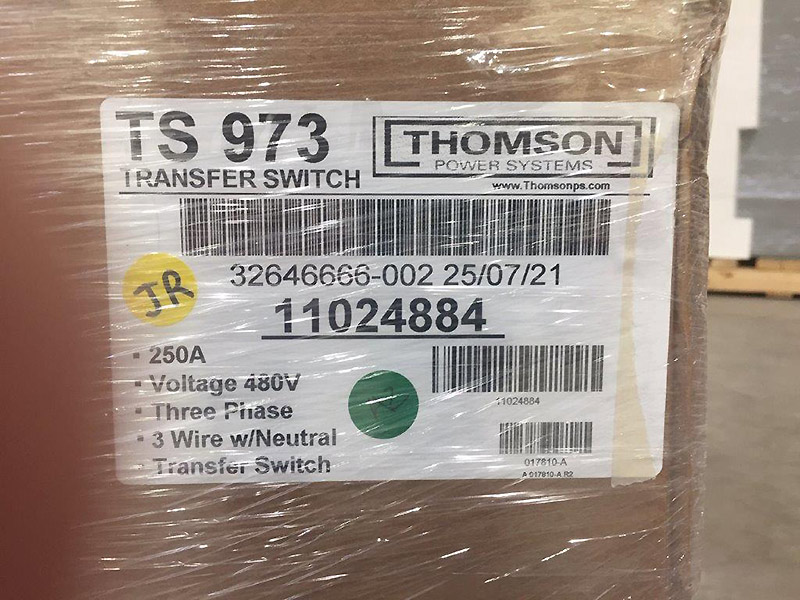 TS 973
TRANSFER SWITCH
THOMSON
POWER SYSTEMS
www.Thomsonps.com
32646666-002 25/07/21
11024884
JR
▪ 250A
▪ Voltage 480V
▪ Three Phase
▪ 3 Wire w/Neutral
▪ Transfer Switch
11024884
017810-A
A 017810-A R2